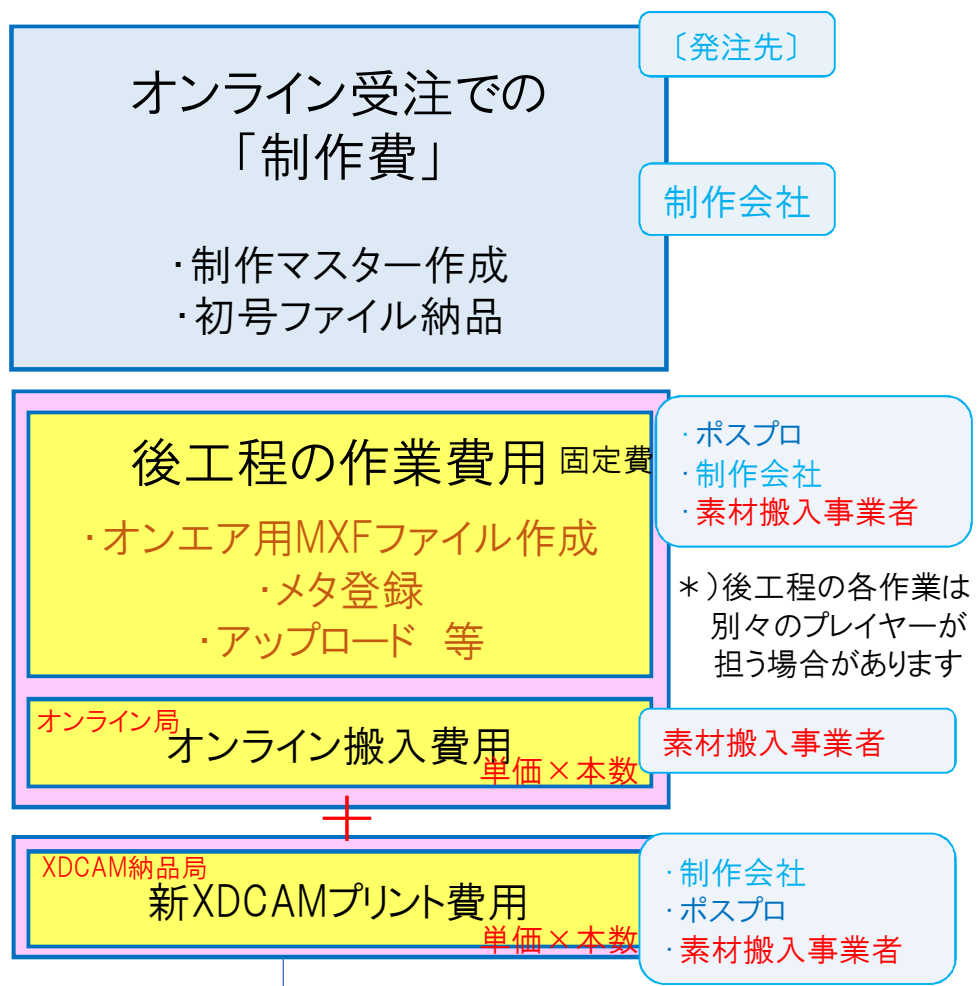 〔発注先〕
オンライン受注での
「制作費」
制作会社
・制作マスター作成
・初号ファイル納品
後工程の作業費用 固定費
・オンエア用MXFファイル作成
・メタ登録
・アップロード 等
・ポスプロ
・制作会社
・素材搬入事業者
＊）後工程の各作業は
別々のプレイヤーが
担う場合があります
オンライン局
オンライン搬入費用
単価×本数
素材搬入事業者
＋
XDCAM納品局
新XDCAMプリント費用
単価×本数
・制作会社
・ポスプロ
・素材搬入事業者